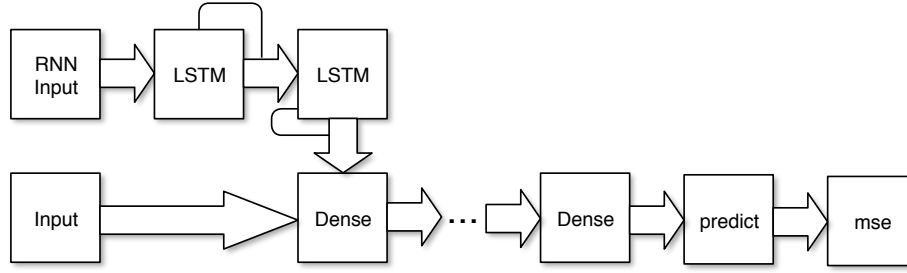 RNN
Input
LSTM
LSTM
Input
Dense
...
Dense
predict
mse